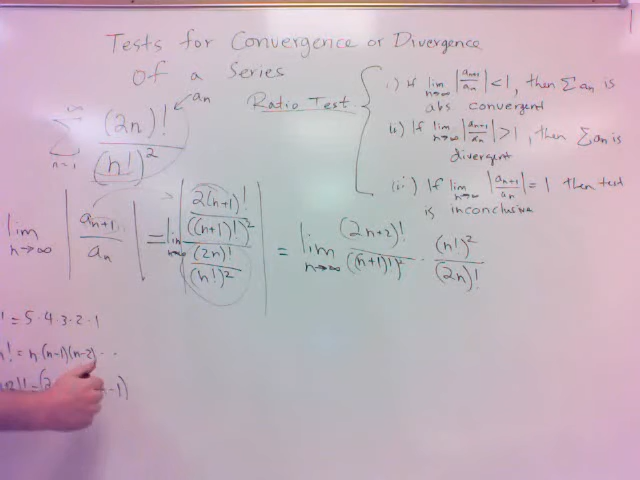 Tests for Convergence or Divergence
of a Series
Ratio Test
i) If lim n→∞ |aₙ₊₁/aₙ| < 1, then Σ aₙ is
abs convergent
ii) If lim n→∞ |aₙ₊₁/aₙ| > 1, then Σ aₙ is
divergent
iii) If lim n→∞ |aₙ₊₁/aₙ| = 1 then test
is inconclusive
∞ Σ n=1 (2n)!/(n!)² aₙ
lim n→∞ |aₙ₊₁/aₙ| = lim n→∞ |(2(n+1)!/((n+1)!)²)/((2n)!/(n!)²)| = lim n→∞ (2n+2)!/((n+1)!)² · (n!)²/(2n)!
! = 5·4·3·2·1
n! = n(n-1)(n-2)···